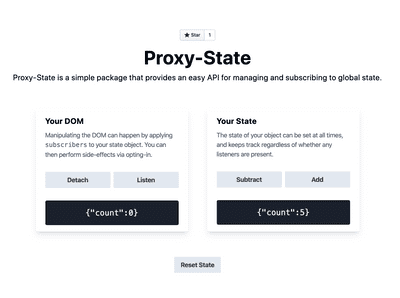 Star 1
Proxy-State
Proxy-State is a simple package that provides an easy API for managing and subscribing to global state.
Your DOM
Manipulating the DOM can happen by applying
subscribers to your state object. You can
then perform side-effects via opting-in.
Detach Listen
{"count":0}
Your State
The state of your object can be set at all times,
and keeps track regardless of whether any
listeners are present.
Subtract Add
{"count":5}
Reset State